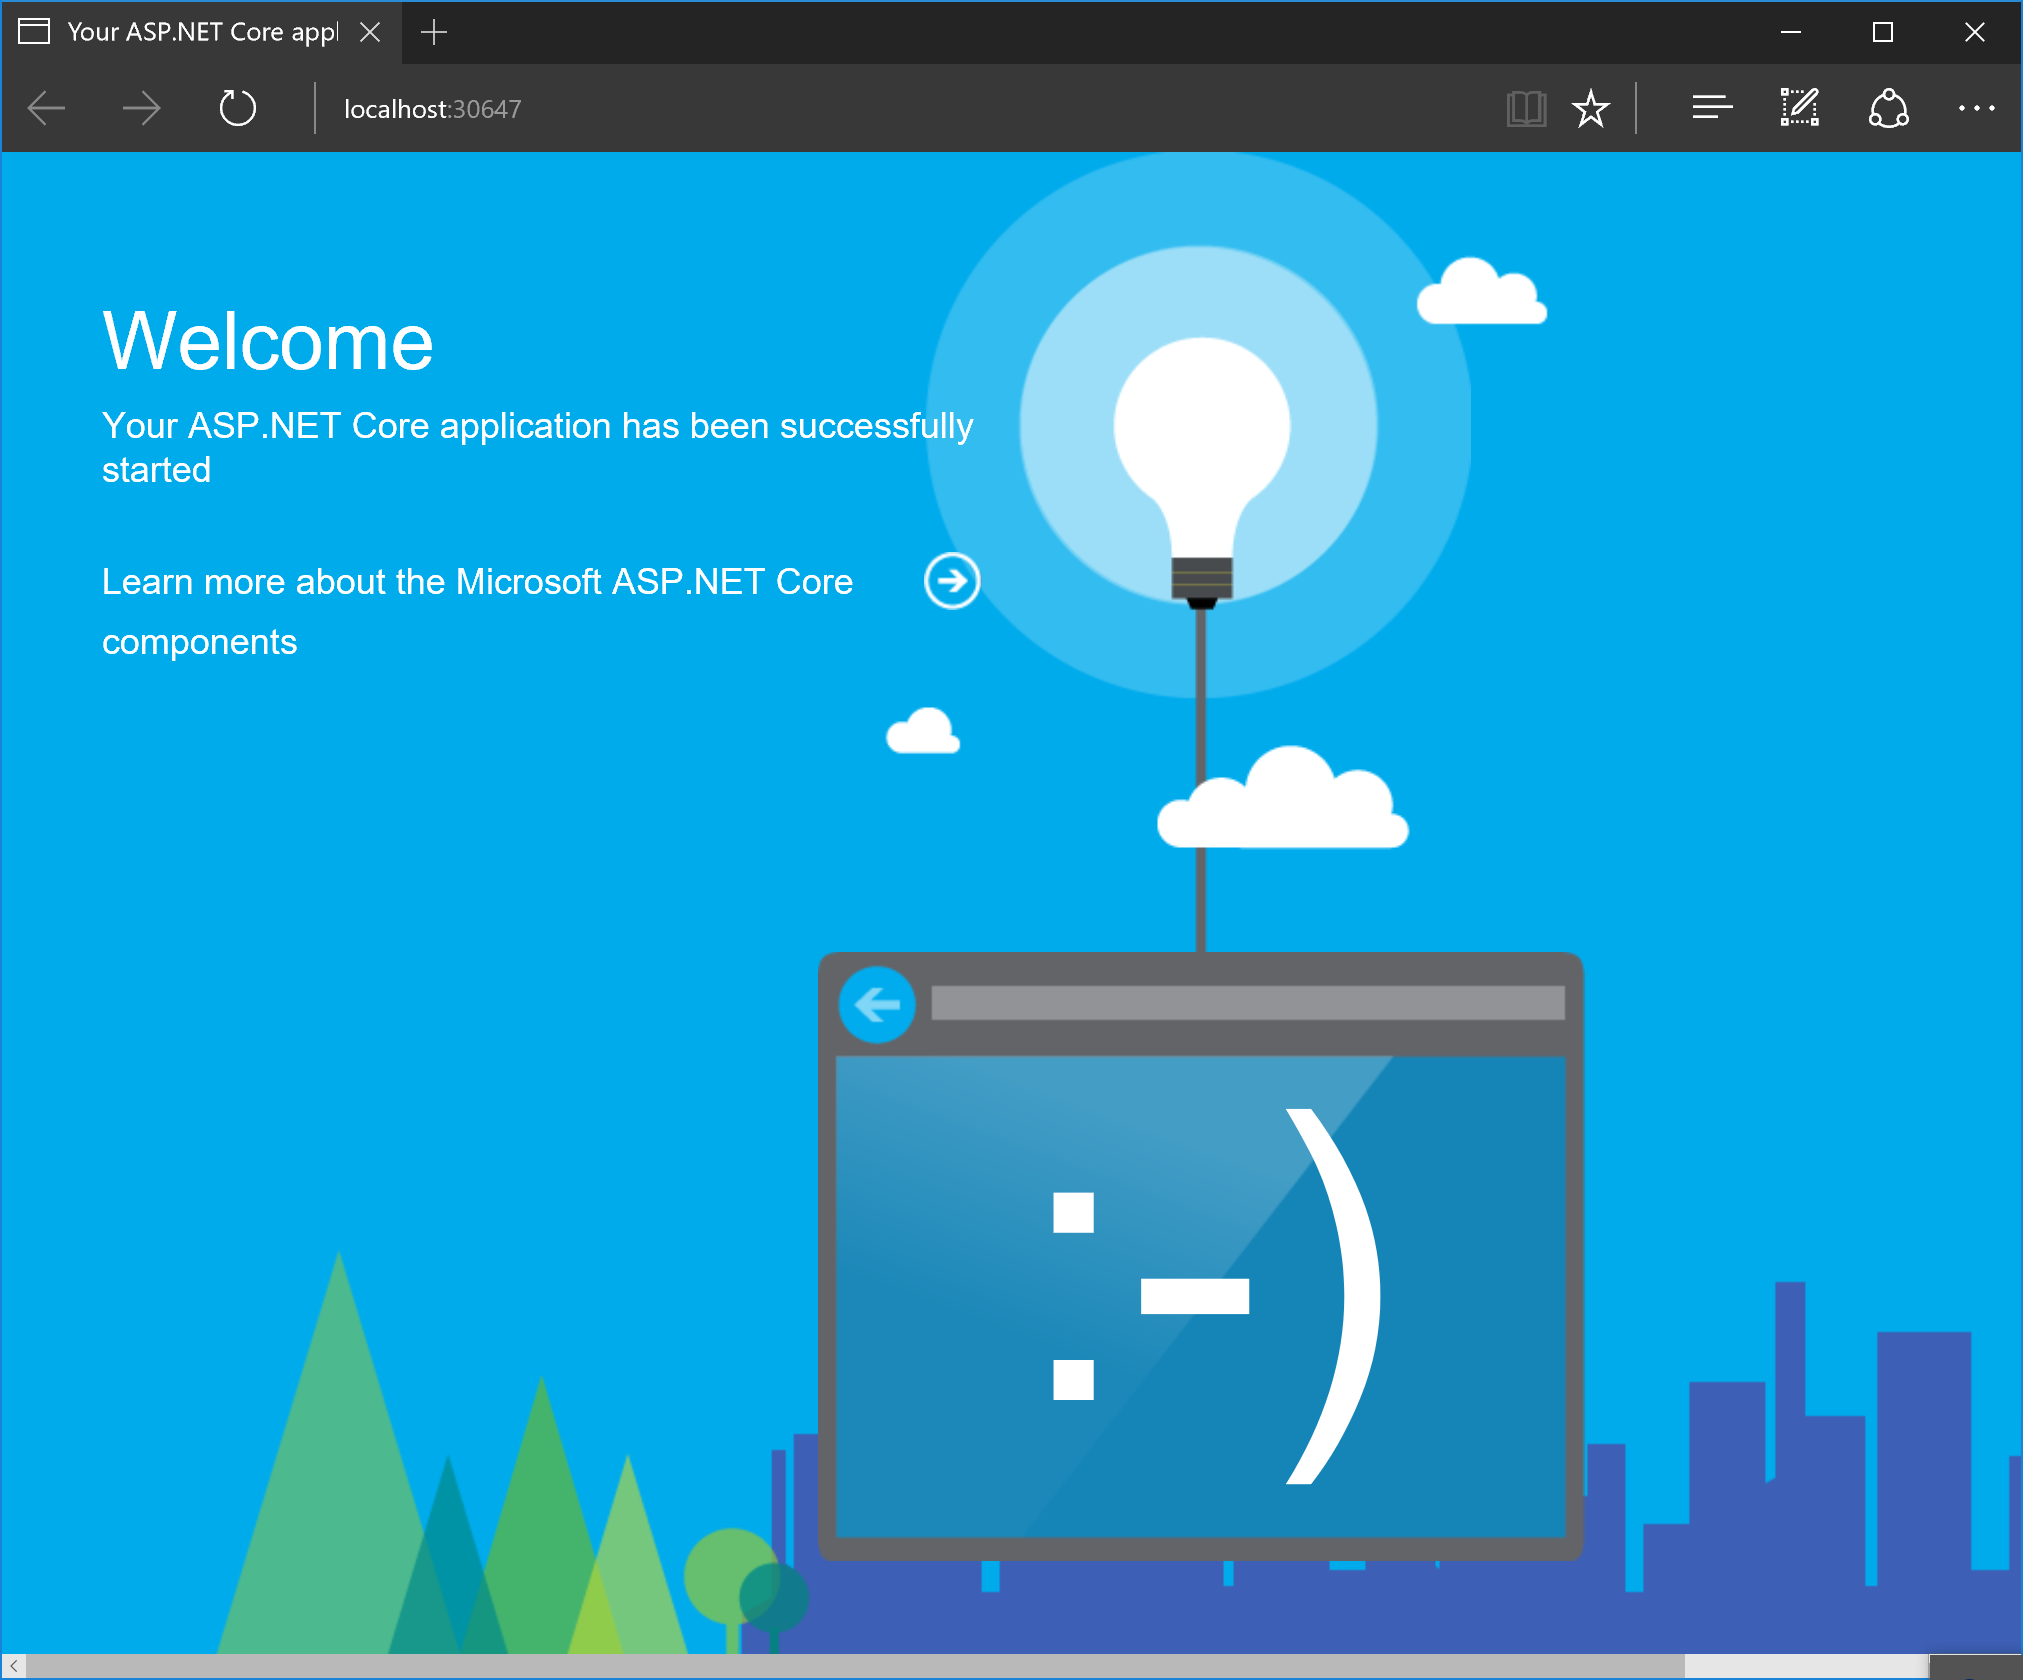 Your ASP.NET Core appl
localhost:30647
Welcome
Your ASP.NET Core application has been successfully
started
Learn more about the Microsoft ASP.NET Core
components
:-)